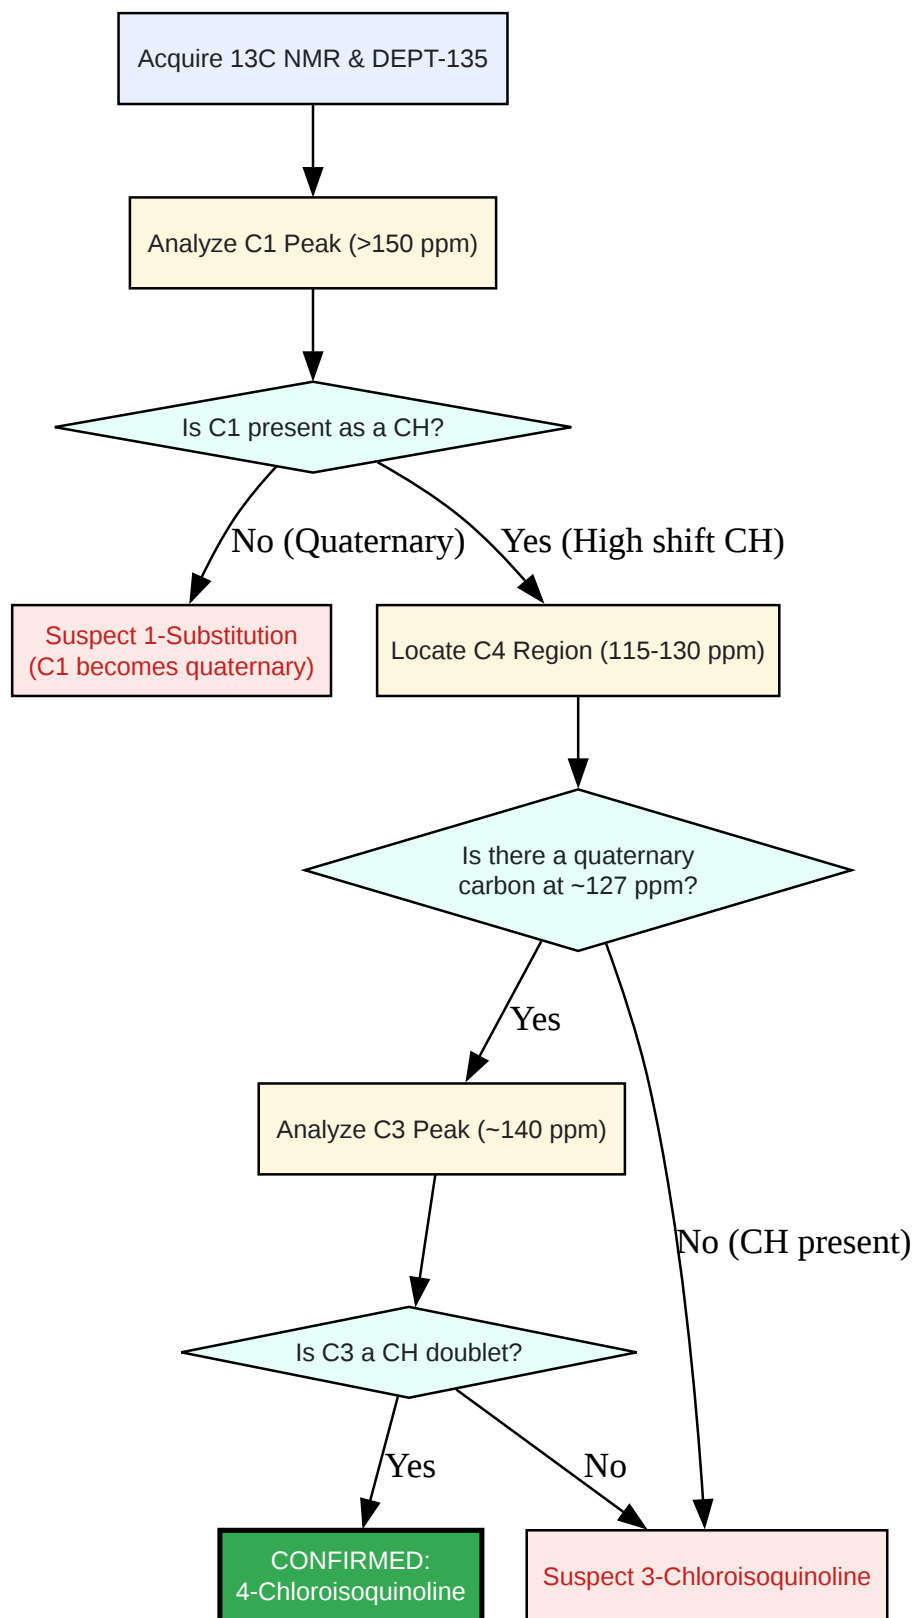 Acquire 13C NMR & DEPT-135
Analyze C1 Peak (>150 ppm)
Is C1 present as a CH?
No (Quaternary)
Yes (High shift CH)
Suspect 1-Substitution
(C1 becomes quaternary)
Locate C4 Region (115-130 ppm)
Is there a quaternary
carbon at ~127 ppm?
Yes
Analyze C3 Peak (~140 ppm)
No (CH present)
Is C3 a CH doublet?
Yes
No
CONFIRMED:
4-Chloroisoquinoline
Suspect 3-Chloroisoquinoline